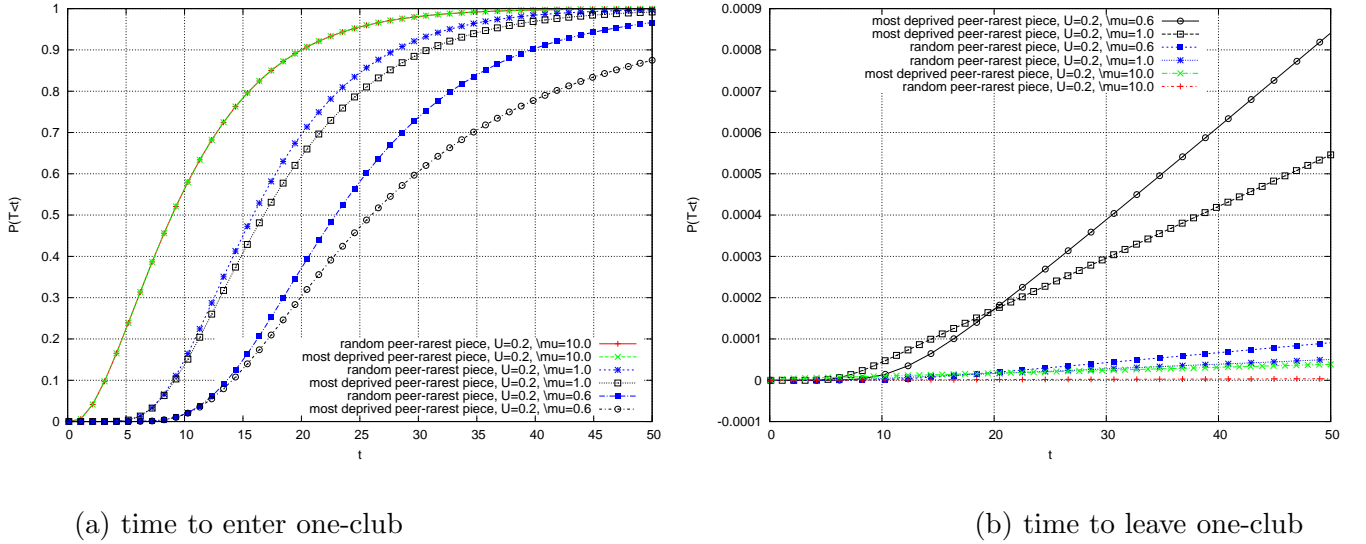 P(T<t)
1
0.9
0.8
0.7
0.6
0.5
0.4
0.3
0.2
0.1
0
0 5 10 15 20 25 30 35 40 45 50
t
random peer-rarest piece, U=0.2, \mu=10.0
most deprived peer-rarest piece, U=0.2, \mu=10.0
random peer-rarest piece, U=0.2, \mu=1.0
most deprived peer-rarest piece, U=0.2, \mu=1.0
random peer-rarest piece, U=0.2, \mu=0.6
most deprived peer-rarest piece, U=0.2, \mu=0.6
(a) time to enter one-club
P(T<t)
0.0009
0.0008
0.0007
0.0006
0.0005
0.0004
0.0003
0.0002
0.0001
0
-0.0001
0 10 20 30 40 50
t
most deprived peer-rarest piece, U=0.2, \mu=0.6
most deprived peer-rarest piece, U=0.2, \mu=1.0
random peer-rarest piece, U=0.2, \mu=0.6
random peer-rarest piece, U=0.2, \mu=1.0
most deprived peer-rarest piece, U=0.2, \mu=10.0
random peer-rarest piece, U=0.2, \mu=10.0
(b) time to leave one-club